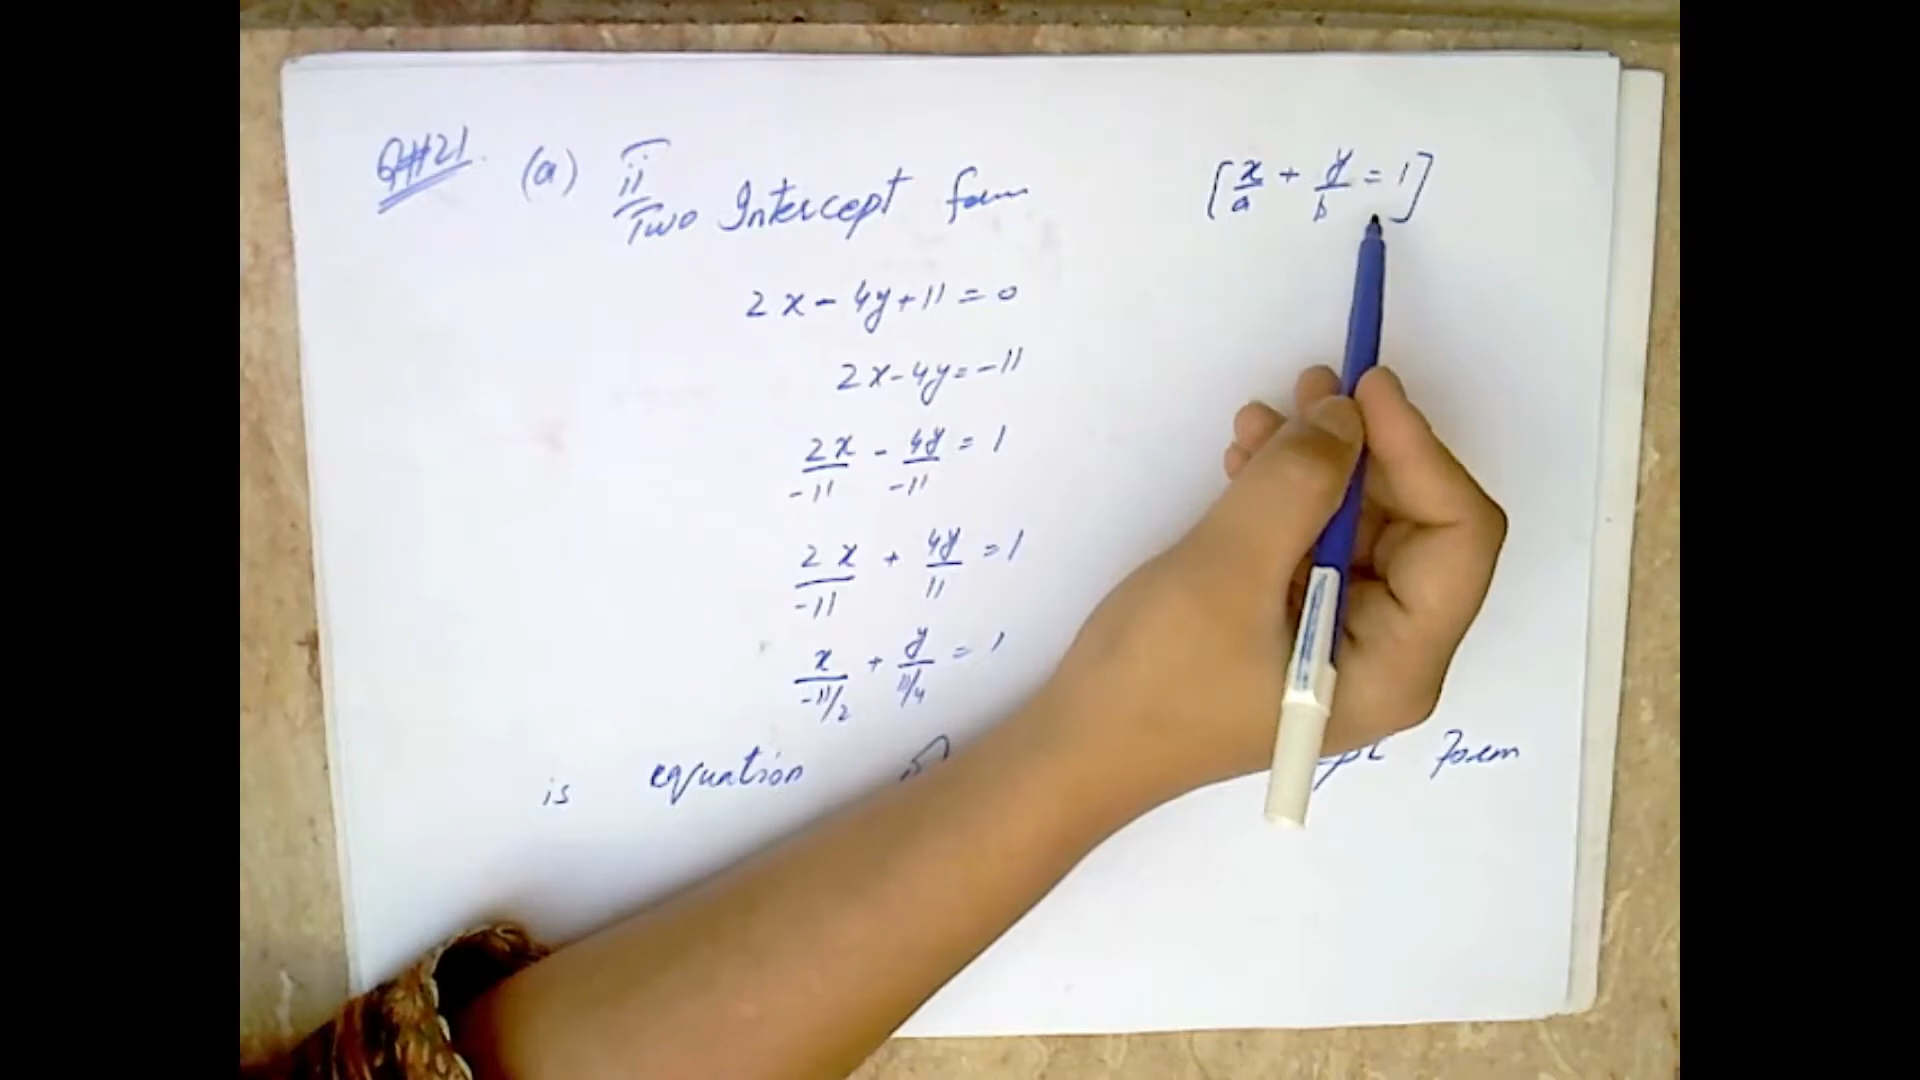 Q#21. (a) ii [x/a + y/b = 1]
Two Intercept form
2x - 4y + 11 = 0
2x - 4y = -11
2x/-11 - 4y/-11 = 1
2x/-11 + 4y/11 = 1
x/-11/2 + y/11/4 = 1
is equation form